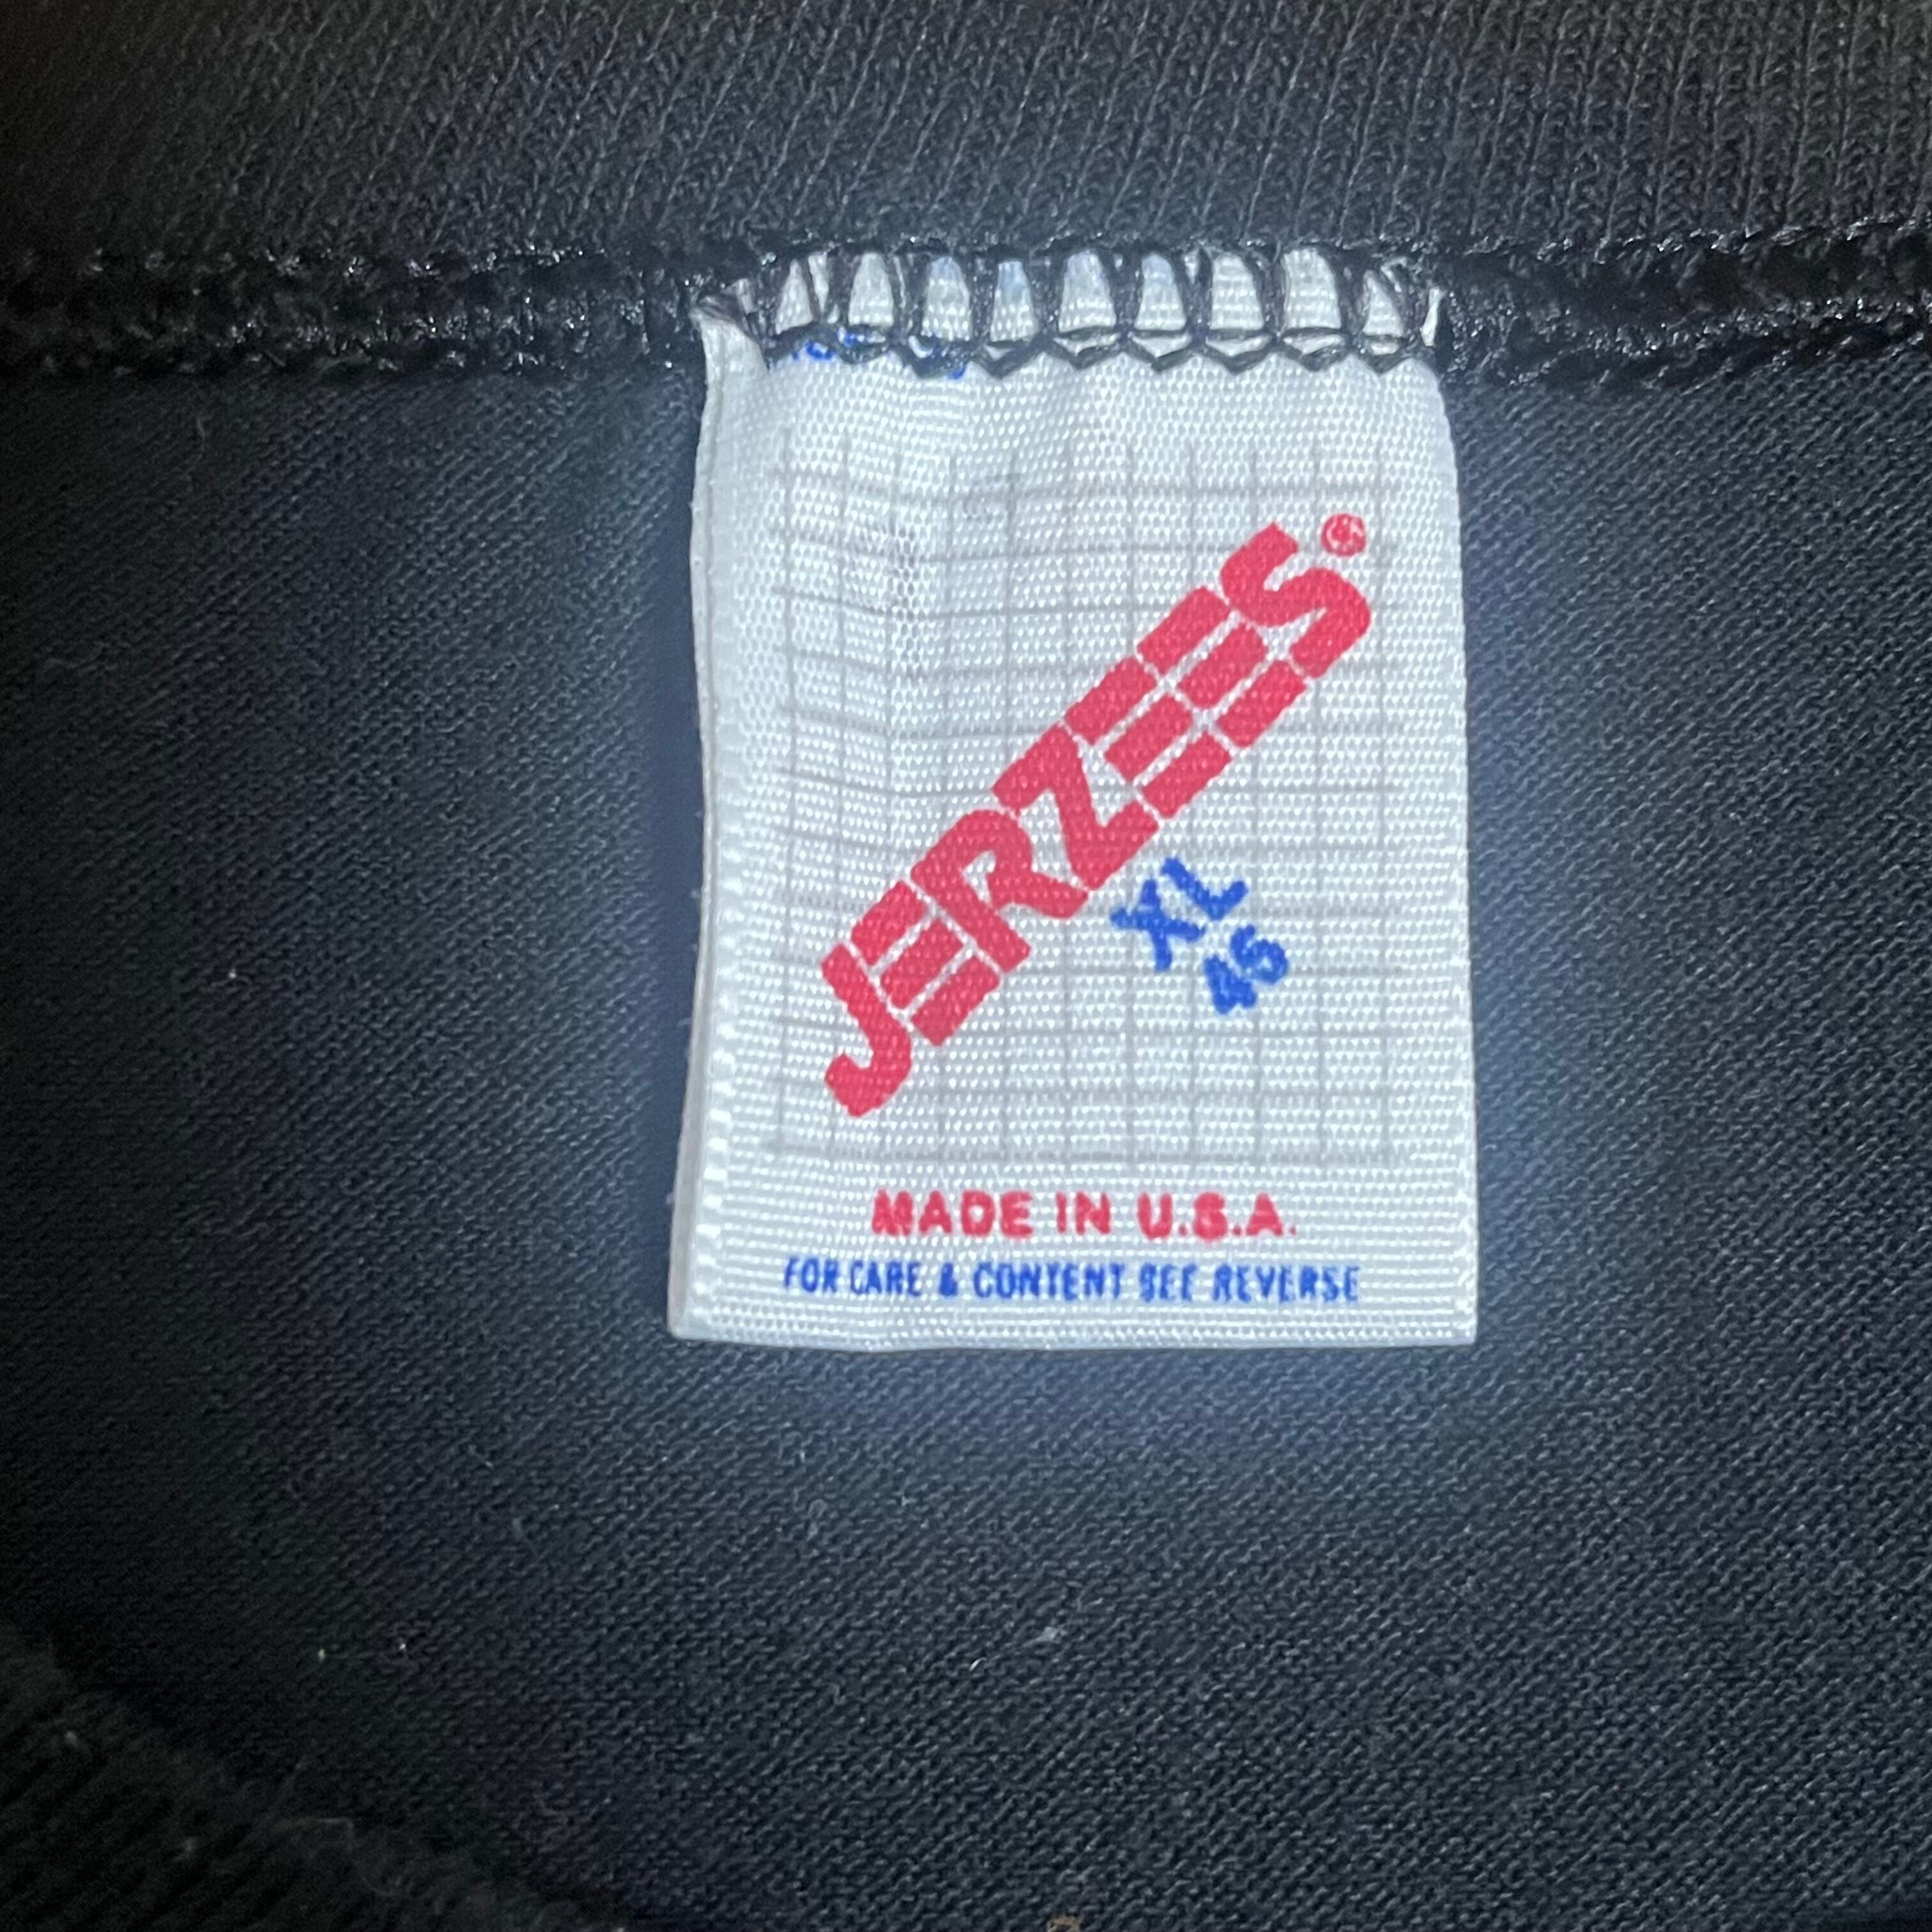 JERZEES®
XL
46
MADE IN U.S.A.
FOR CARE & CONTENT SEE REVERSE